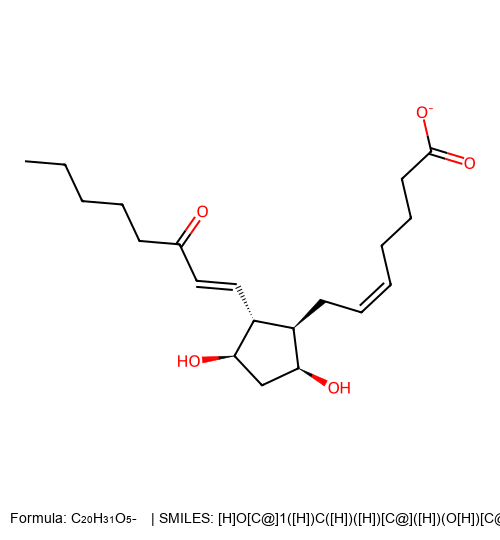 O⁻
O
O
HO
OH
Formula: C₂₀H₃₁O₅- | SMILES: [H]O[C@]1([H])C([H])([H])[C@]([H])(O[H])[C@